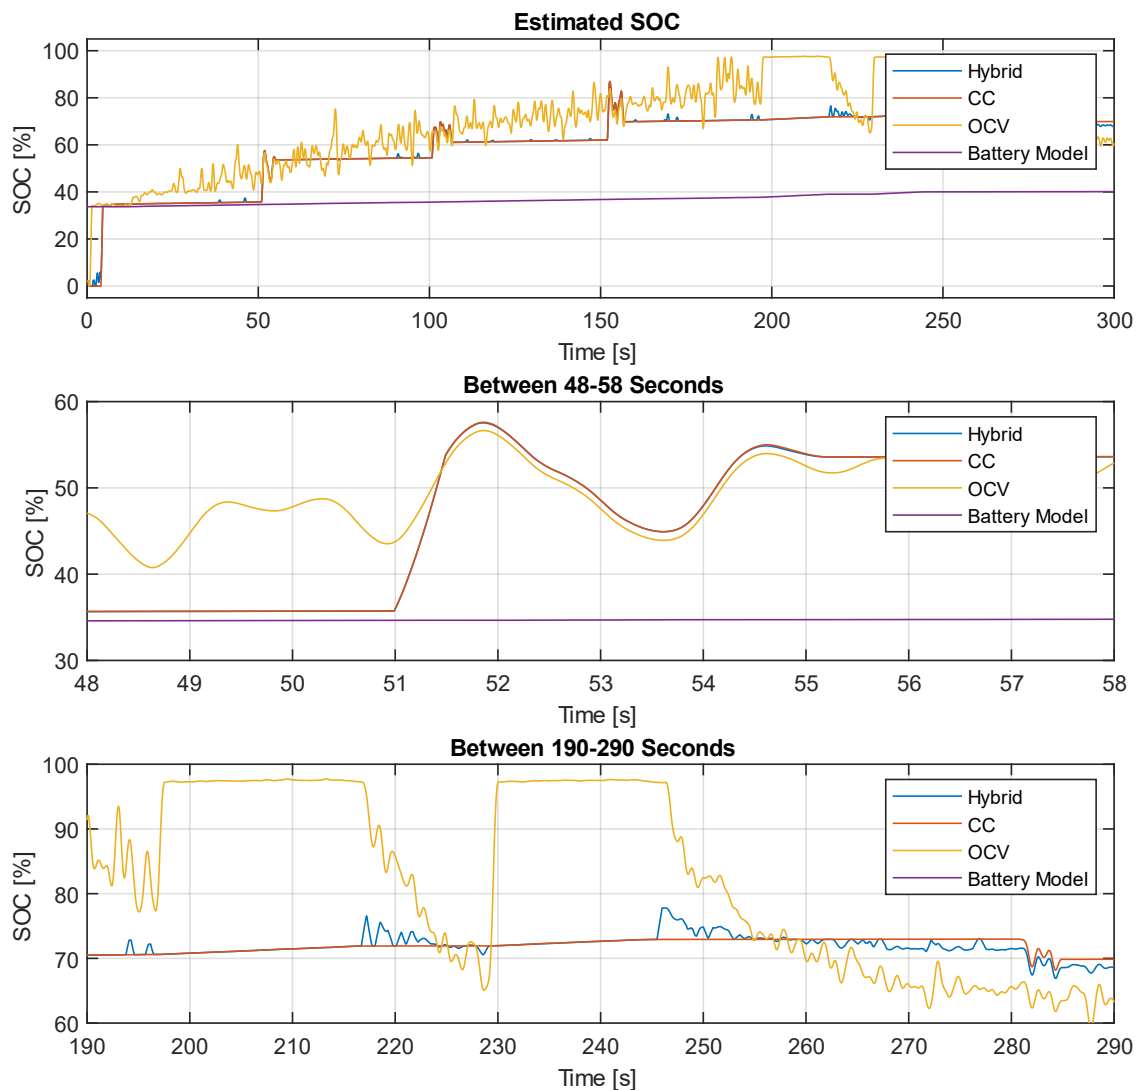 Estimated SOC
SOC [%]
100
80
60
40
20
0
Hybrid
CC
OCV
Battery Model
0 50 100 150 200 250 300
Time [s]
Between 48-58 Seconds
SOC [%]
60
50
40
30
Hybrid
CC
OCV
Battery Model
48 49 50 51 52 53 54 55 56 57 58
Time [s]
Between 190-290 Seconds
SOC [%]
100
90
80
70
60
Hybrid
CC
OCV
Battery Model
190 200 210 220 230 240 250 260 270 280 290
Time [s]